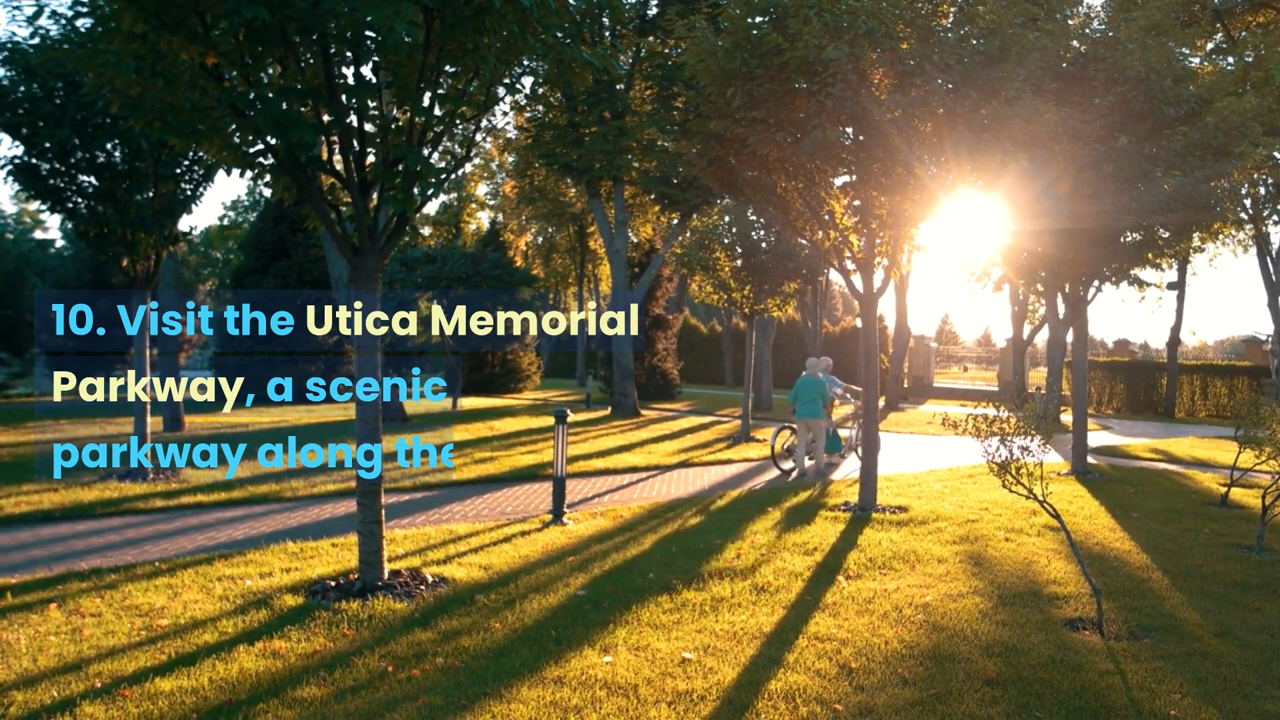 10. Visit the Utica Memorial
Parkway, a scenic
parkway along the